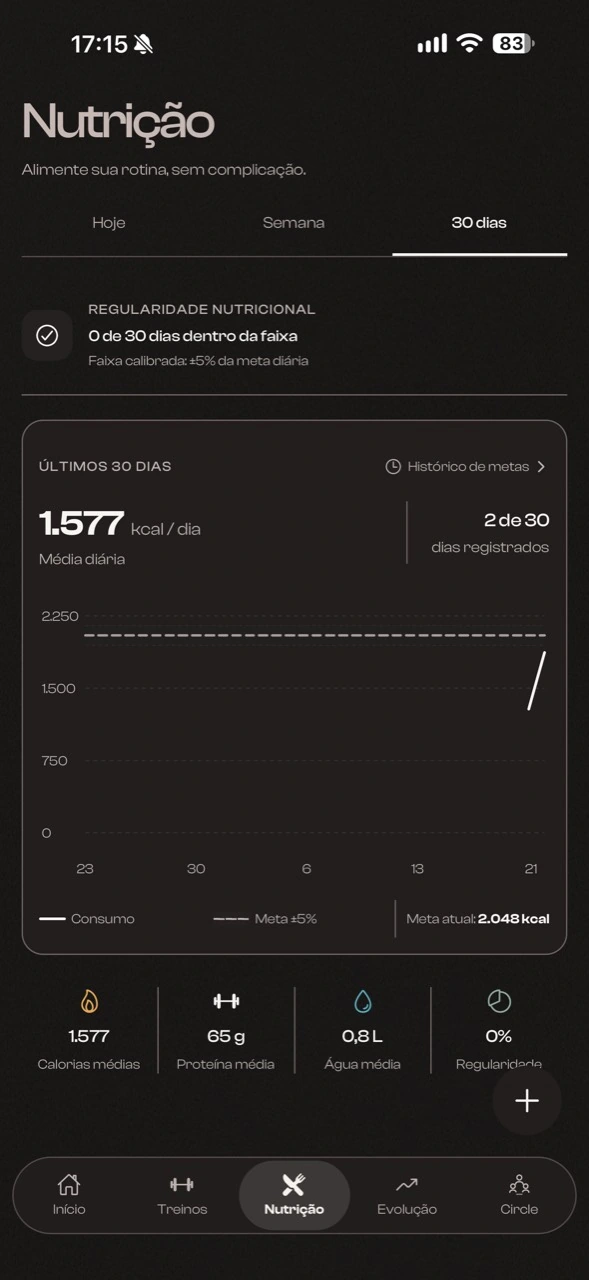 17:15
83
Nutrição
Alimente sua rotina, sem complicação.
Hoje
Semana
30 dias
REGULARIDADE NUTRICIONAL
0 de 30 dias dentro da faixa
Faixa calibrada: ±5% da meta diária
ÚLTIMOS 30 DIAS
Histórico de metas
1.577 kcal / dia
Média diária
2 de 30
dias registrados
2.250
1.500
750
0
23
30
6
13
21
Consumo
Meta ±5%
Meta atual: 2.048 kcal
1.577
Calorias médias
65 g
Proteína média
0,8 L
Água média
0%
Regularidade
Início
Treinos
Nutrição
Evolução
Circle